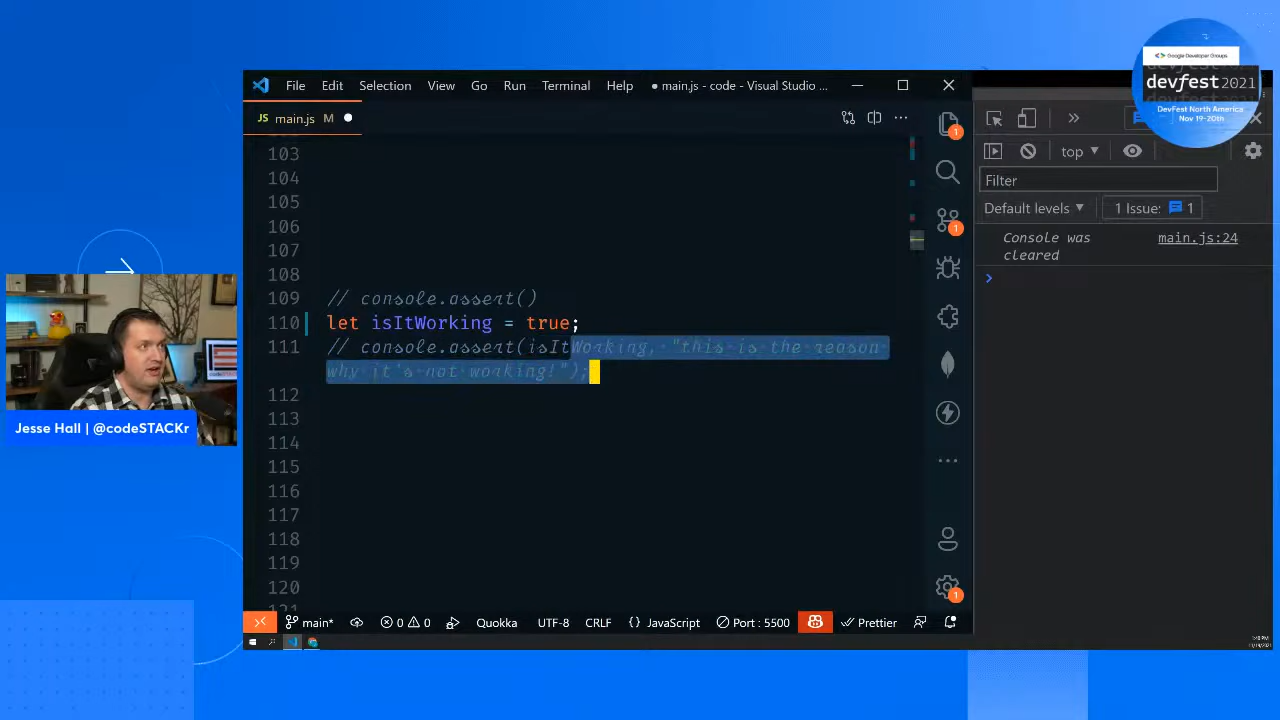 Google Developer Groups
devfest 2021
DevFest North America
Nov 19-20th
File Edit Selection View Go Run Terminal Help main.js - code - Visual Studio ...
JS main.js M
103
104
105
106
107
108
109 // console.assert()
110 let isItWorking = true;
111 // console.assert(isItWorking, "this is the reason
why it's not working!");
112
113
114
115
116
117
118
119
120
main* 0 0 Quokka UTF-8 CRLF {} JavaScript Port : 5500 Prettier
top
Filter
Default levels 1 Issue: 1
Console was main.js:24
cleared
1
1
1
Jesse Hall | @codeSTACKr